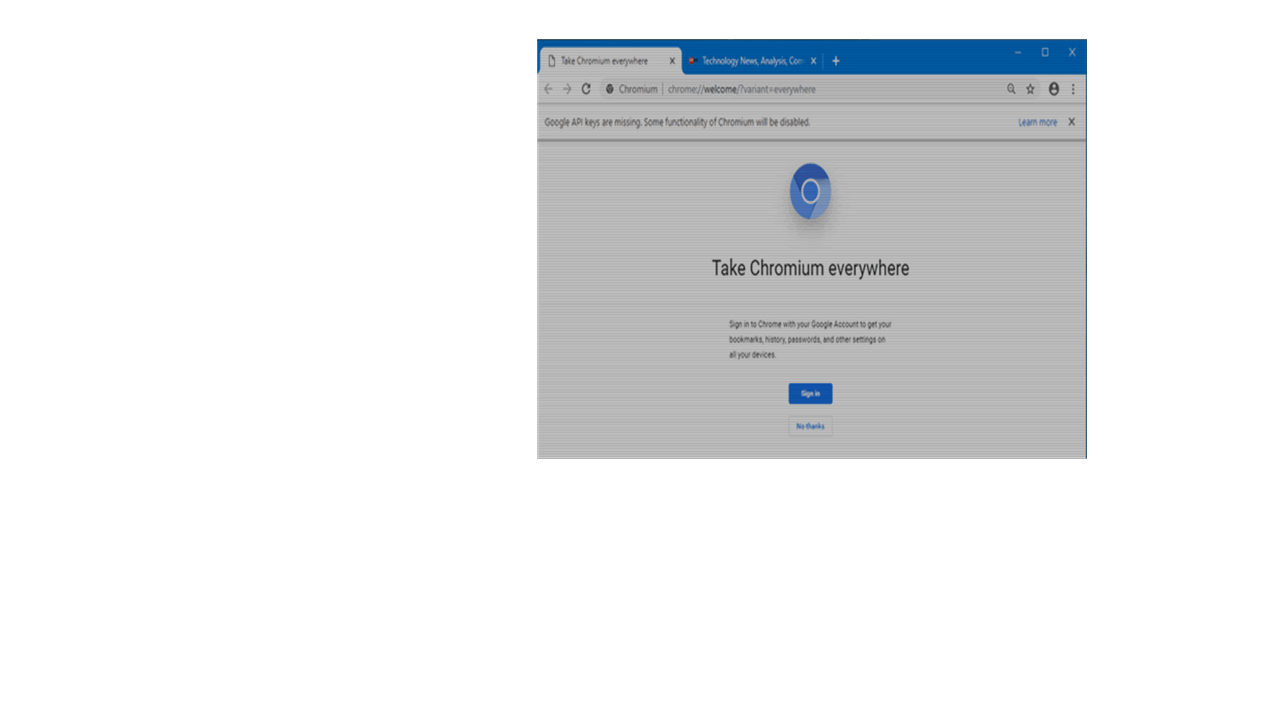 Take Chromium everywhere
Technology News, Analysis, Com
Chromium | chrome://welcome/?variant=everywhere
Google API keys are missing. Some functionality of Chromium will be disabled.
Learn more
Take Chromium everywhere
Sign in to Chrome with your Google Account to get your
bookmarks, history, passwords, and other settings on
all your devices.
Sign in
No thanks